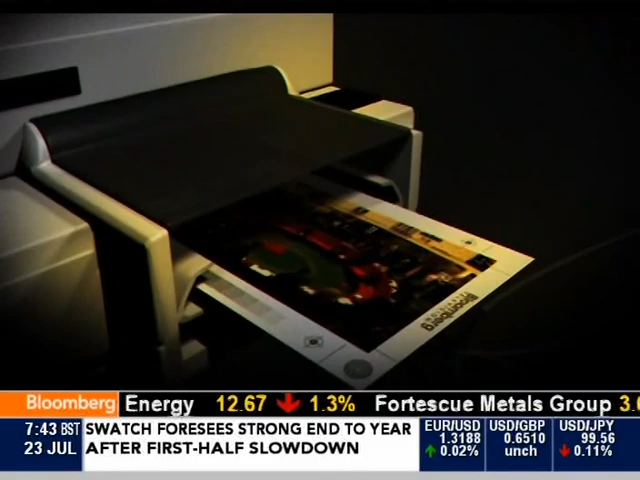 Bloomberg
TELEVISION
Bloomberg Energy 12.67 1.3% Fortescue Metals Group 3.
7:43 BST
23 JUL
SWATCH FORESEES STRONG END TO YEAR
AFTER FIRST-HALF SLOWDOWN
EUR/USD
1.3188
0.02%
USD/GBP
0.6510
unch
USD/JPY
99.56
0.11%